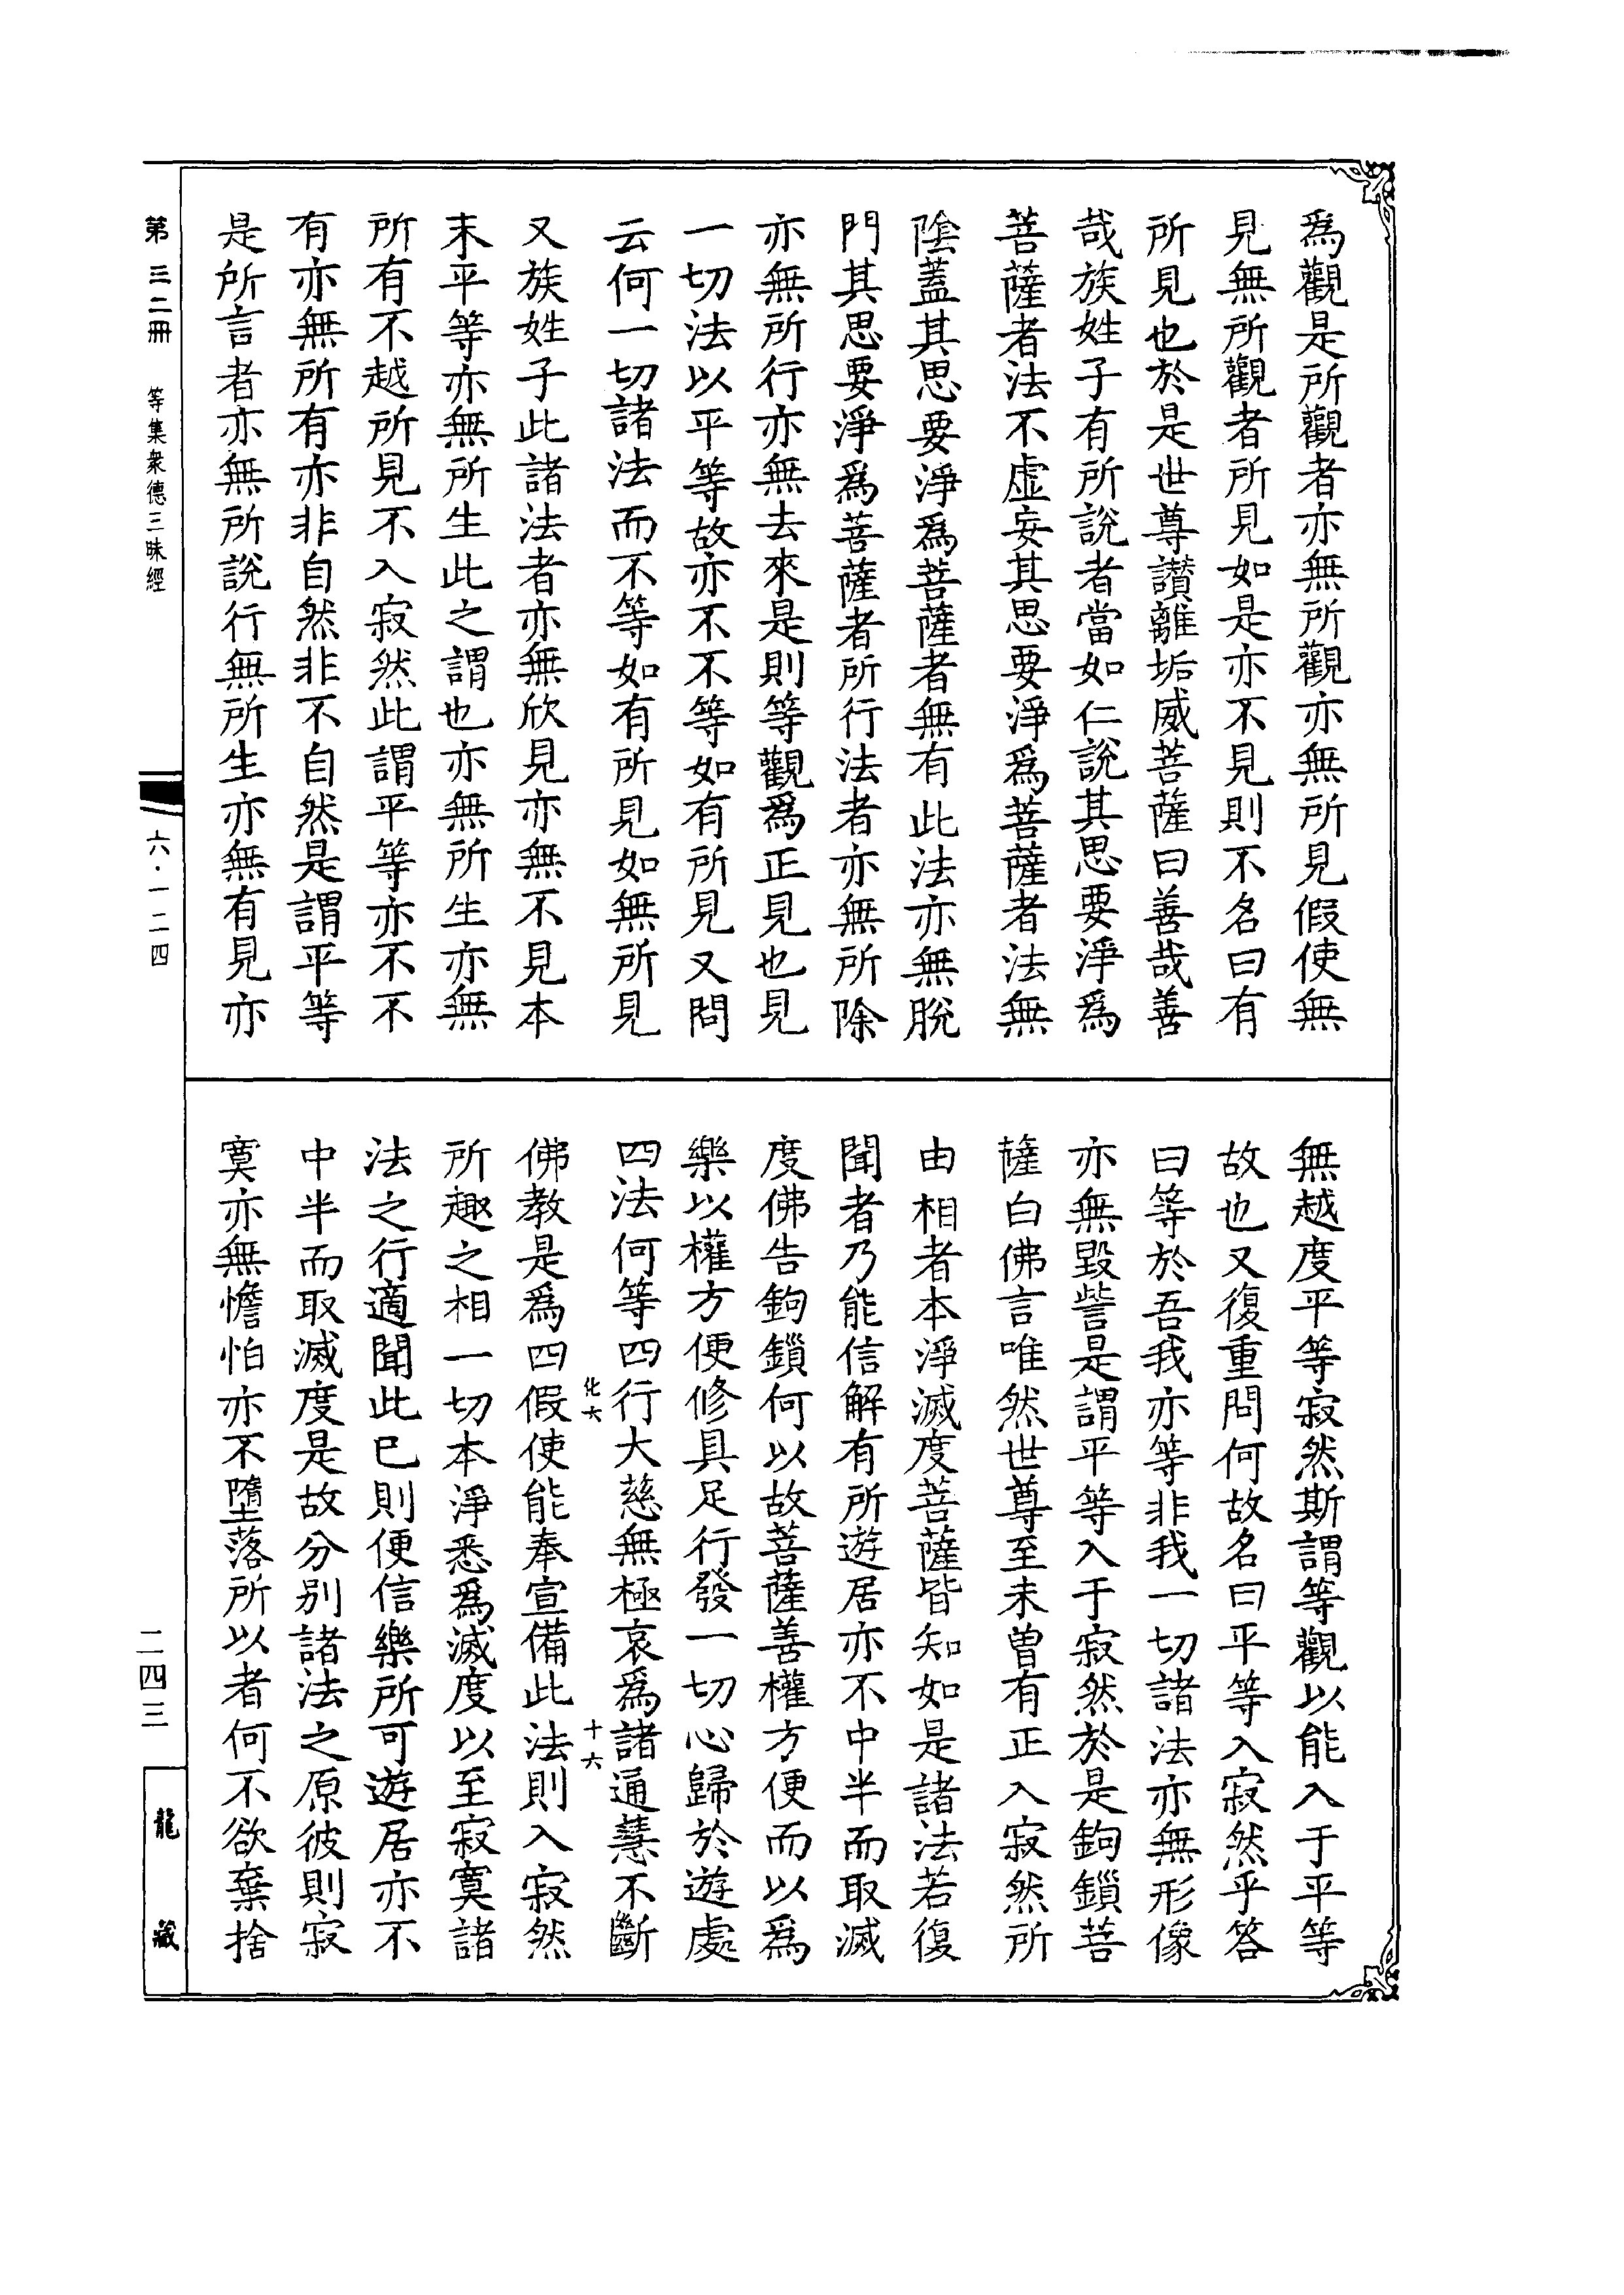 為觀是所觀者亦無所觀亦無所見假使無
見無所觀者所見如是亦不見則不名曰有
所見也於是世尊讃離垢威菩薩曰善哉善
哉族姓子有所說者當如仁說其思要淨為
菩薩者法不虛妄其思要淨為菩薩者法無
陰蓋其思要淨為菩薩者無有此法亦無脫
門其思要淨為菩薩者所行法者亦無所除
亦無所行亦無去來是則等觀為正見也見
一切法以平等故亦不不等如有所見又問
云何一切諸法而不等如有所見如無所見
又族姓子此諸法者亦無欣見亦無不見本
末平等亦無所生此之謂也亦無所生亦無
所有不越所見不入寂然此謂平等亦不不
有亦無所有亦非自然非不自然是謂平等
是所言者亦無所說行無所生亦無有見亦
無越度平等寂然斯謂等觀以能入于平等
故也又復重問何故名曰平等入寂然乎答
曰等於吾我亦等非我一切諸法亦無形像
亦無毀訾是謂平等入于寂然於是鉤鎖菩
薩白佛言唯然世尊至未曾有正入寂然所
由相者本淨滅度菩薩皆知如是諸法若復
聞者乃能信解有所遊居亦不中半而取滅
度佛告鉤鎖何以故菩薩善權方便而以為
樂以權方便修具足行發一切心歸於遊處
四法何等四行大慈無極哀為諸通慧不斷
化六
十六
佛教是為四假使能奉宣備此法則入寂然
所趣之相一切本淨悉為滅度以至寂寞諸
法之行適聞此已則便信樂所可遊居亦不
中半而取滅度是故分別諸法之原彼則寂
寞亦無憺怕亦不墮落所以者何不欲棄捨
第三二冊　等集衆德三昧經
六·一二四
二四三
龍藏